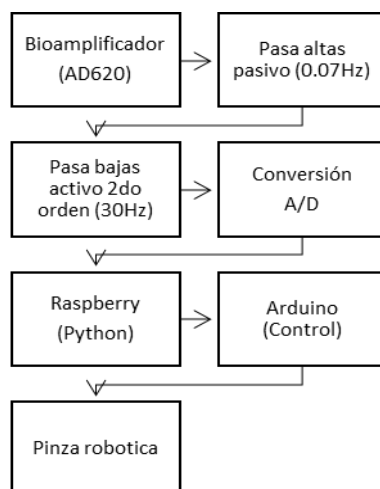 Bioamplificador
(AD620)
Pasa altas
pasivo (0.07Hz)
Pasa bajas
activo 2do
orden (30Hz)
Conversión
A/D
Raspberry
(Python)
Arduino
(Control)
Pinza robotica